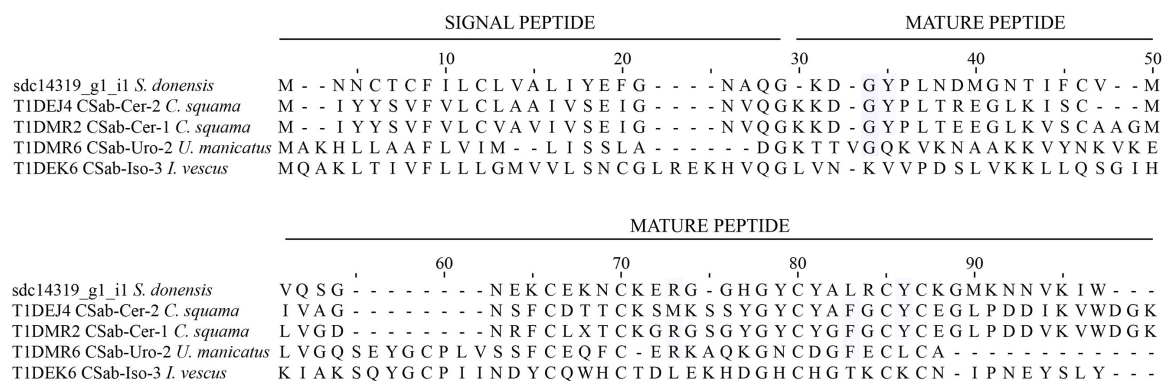 SIGNAL PEPTIDE MATURE PEPTIDE
10 20 30 40 50
sdc14319_g1_i1 S. donensis M - - N N C T C F I L C L V A L I Y E F G - - - - N A Q G - K D - G Y P L N D M G N T I F C V - - M
T1DEJ4 CSab-Cer-2 C. squama M - - I Y Y S V F V L C L A A I V S E I G - - - - N V Q G K K D - G Y P L T R E G L K I S C - - - M
T1DMR2 CSab-Cer-1 C. squama M - - I Y Y S V F V L C V A V I V S E I G - - - - N V Q G K K D - G Y P L T E E G L K V S C A A G M
T1DMR6 CSab-Uro-2 U. manicatus M A K H L L A A F L V I M - - L I S S L A - - - - - - D G K T T V G Q K V K N A A K K V Y N K V K E
T1DEK6 CSab-Iso-3 I. vescus M Q A K L T I V F L L L G M V V L S N C G L R E K H V Q G L V N - K V V P D S L V K K L L Q S G I H
MATURE PEPTIDE
60 70 80 90
sdc14319_g1_i1 S. donensis V Q S G - - - - - - - - N E K C E K N C K E R G - G H G Y C Y A L R C Y C K G M K N N V K I W - - -
T1DEJ4 CSab-Cer-2 C. squama I V A G - - - - - - - - N S F C D T T C K S M K S S Y G Y C Y A F G C Y C E G L P D D I K V W D G K
T1DMR2 CSab-Cer-1 C. squama L V G D - - - - - - - - N R F C L X T C K G R G S G Y G Y C Y G F G C Y C E G L P D D V K V W D G K
T1DMR6 CSab-Uro-2 U. manicatus L V G Q S E Y G C P L V S S F C E Q F C - E R K A Q K G N C D G F E C L C A - - - - - - - - - - - -
T1DEK6 CSab-Iso-3 I. vescus K I A K S Q Y G C P I I N D Y C Q W H C T D L E K H D G H C H G T K C K C N - I P N E Y S L Y - - -